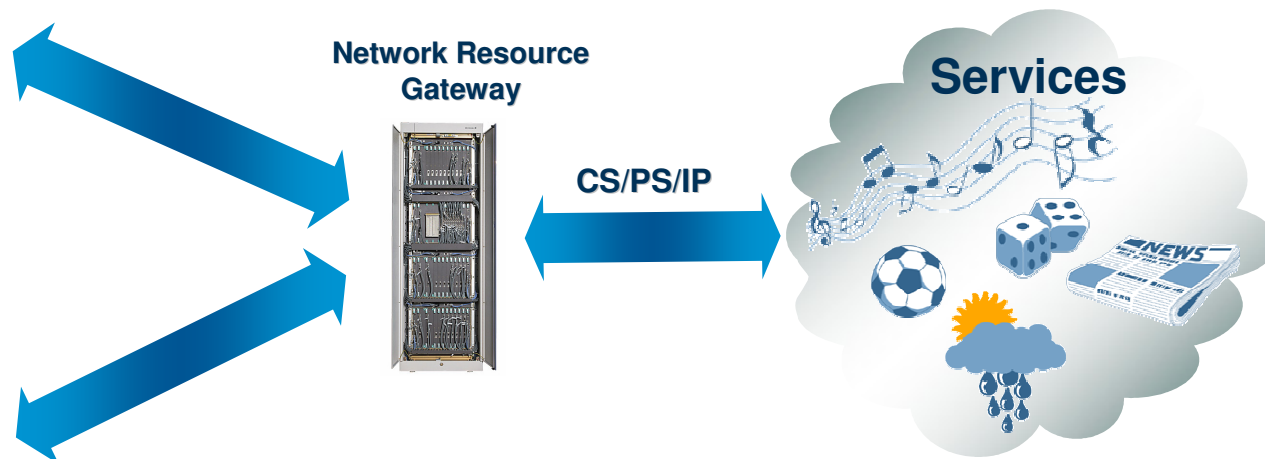 Network Resource
Gateway
Services
CS/PS/IP
NEWS